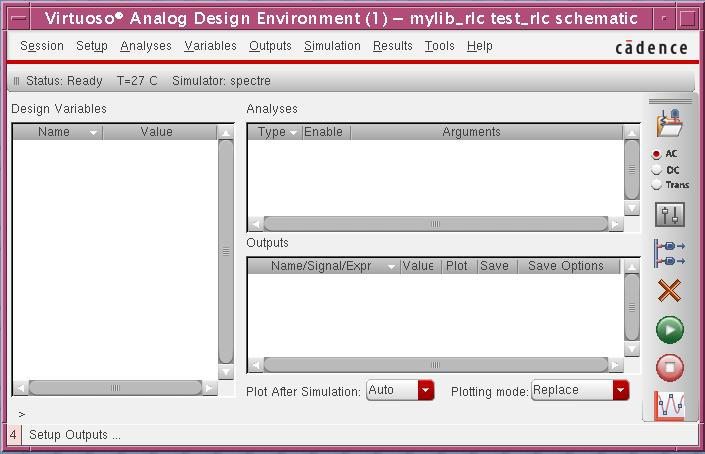 Virtuoso® Analog Design Environment (1) – mylib_rlc test_rlc schematic
Session Setup Analyses Variables Outputs Simulation Results Tools Help cādence
Status: Ready T=27 C Simulator: spectre
Design Variables
Name Value
Analyses
Type Enable Arguments
Outputs
Name/Signal/Expr Value Plot Save Save Options
Plot After Simulation: Auto Plotting mode: Replace
AC
DC
Trans
>
4 Setup Outputs ...